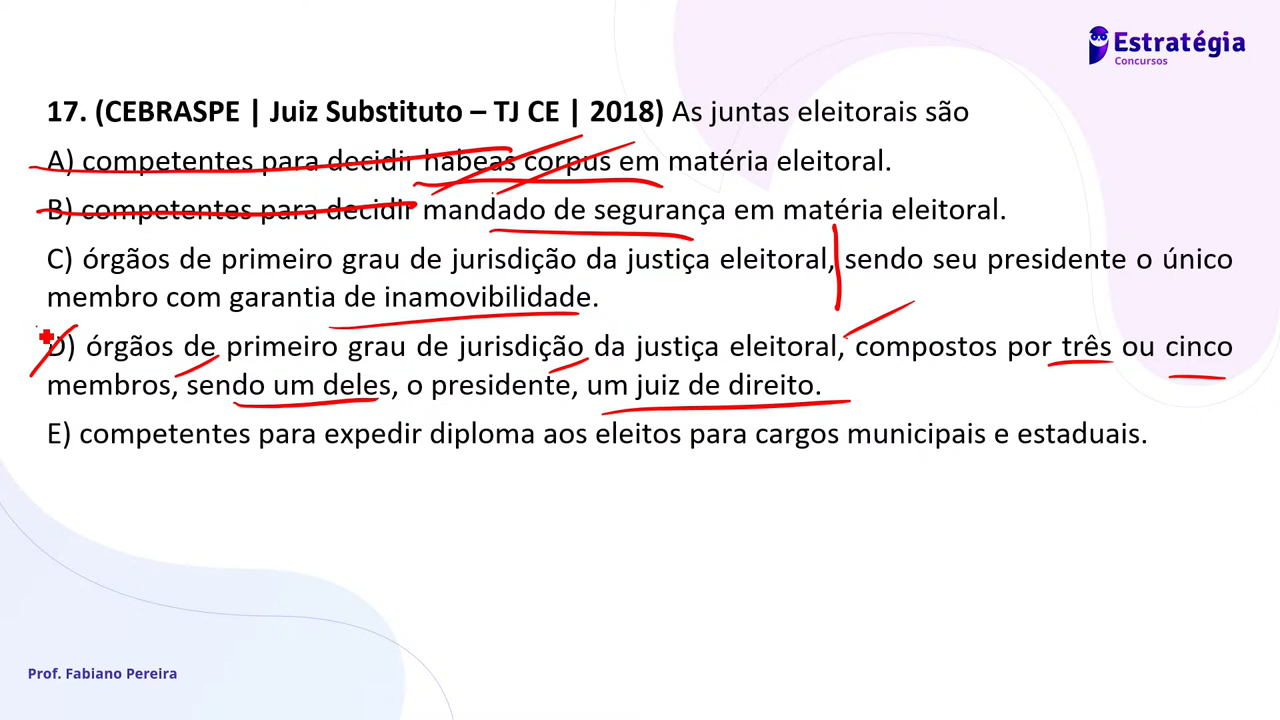 Estratégia
Concursos
17. (CEBRASPE | Juiz Substituto – TJ CE | 2018) As juntas eleitorais são
A) competentes para decidir habeas corpus em matéria eleitoral.
B) competentes para decidir mandado de segurança em matéria eleitoral.
C) órgãos de primeiro grau de jurisdição da justiça eleitoral, sendo seu presidente o único
membro com garantia de inamovibilidade.
D) órgãos de primeiro grau de jurisdição da justiça eleitoral, compostos por três ou cinco
membros, sendo um deles, o presidente, um juiz de direito.
E) competentes para expedir diploma aos eleitos para cargos municipais e estaduais.
Prof. Fabiano Pereira